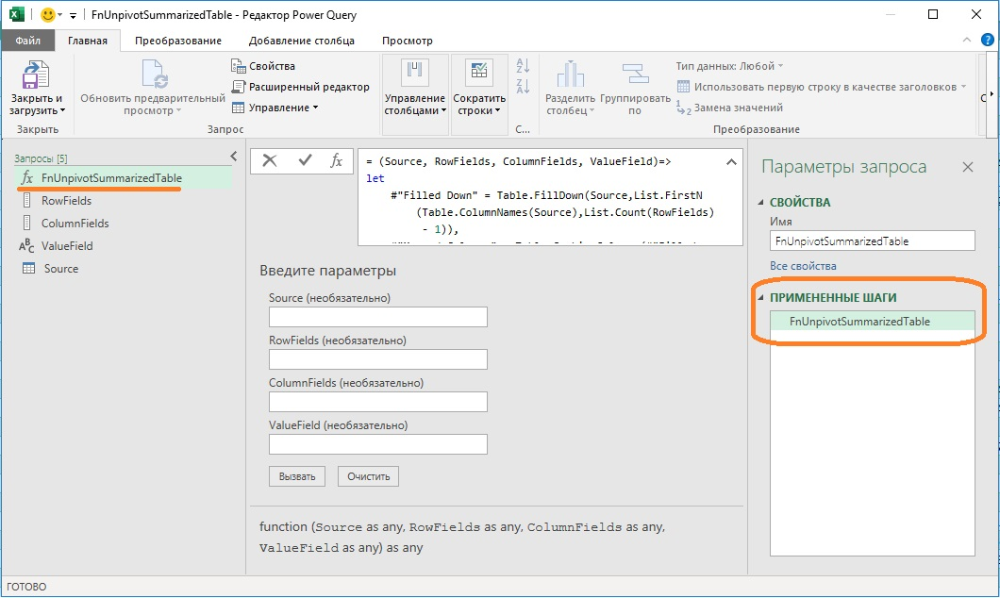 FnUnpivotSummarizedTable - Редактор Power Query
Файл Главная Преобразование Добавление столбца Просмотр
Закрыть и загрузить
Закрыть
Обновить предварительный просмотр
Свойства
Расширенный редактор
Управление
Запрос
Управление столбцами
Сократить строки
С...
Разделить столбец
Группировать по
Тип данных: Любой
Использовать первую строку в качестве заголовков
Замена значений
Преобразование
Запросы [5]
FnUnpivotSummarizedTable
RowFields
ColumnFields
ValueField
Source
= (Source, RowFields, ColumnFields, ValueField)=>
let
#"Filled Down" = Table.FillDown(Source,List.FirstN
(Table.ColumnNames(Source),List.Count(RowFields)
- 1)),
Введите параметры
Source (необязательно)
RowFields (необязательно)
ColumnFields (необязательно)
ValueField (необязательно)
Вызвать Очистить
function (Source as any, RowFields as any, ColumnFields as any,
ValueField as any) as any
Параметры запроса
СВОЙСТВА
Имя
FnUnpivotSummarizedTable
Все свойства
ПРИМЕНЕННЫЕ ШАГИ
FnUnpivotSummarizedTable
ГОТОВО